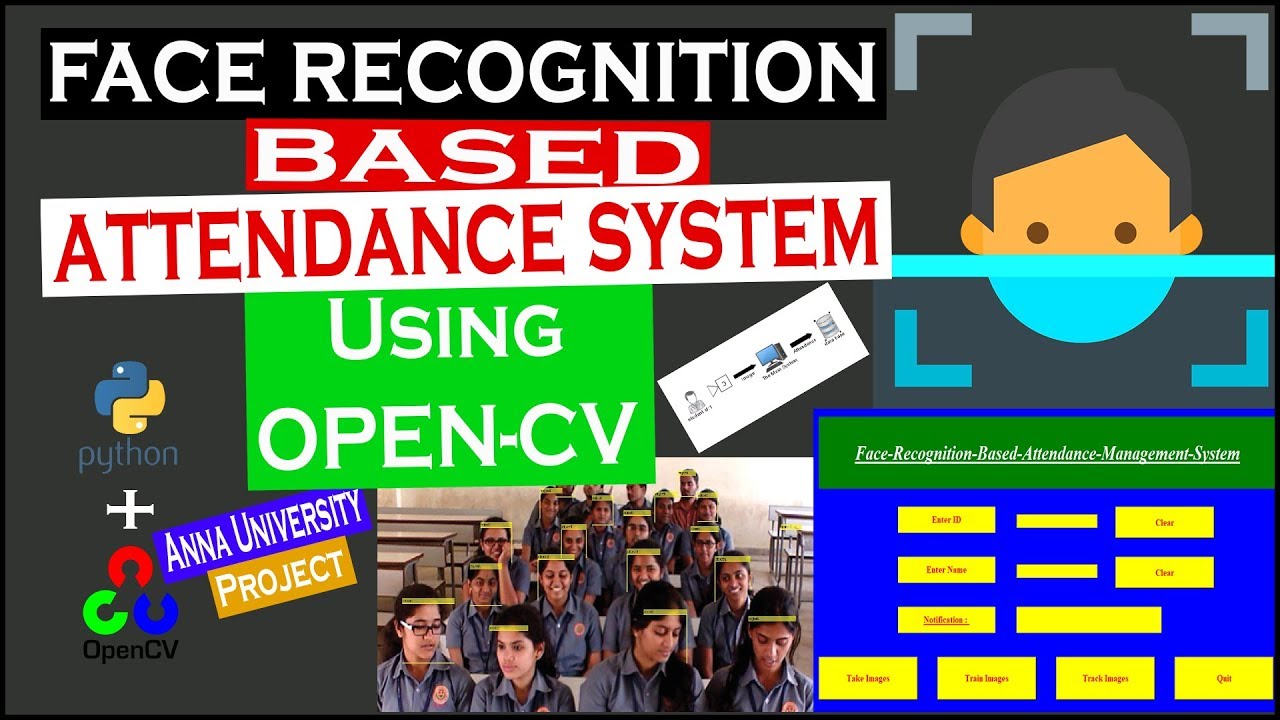 FACE RECOGNITION
BASED
ATTENDANCE SYSTEM
USING
OPEN-CV
python
+
ANNA UNIVERSITY
PROJECT
OpenCV
student id 1
Image
The Main System
Attendance
Data Base
Face-Recognition-Based-Attendance-Management-System
Enter ID
Clear
Enter Name
Clear
Notification :
Take Images
Train Images
Track Images
Quit